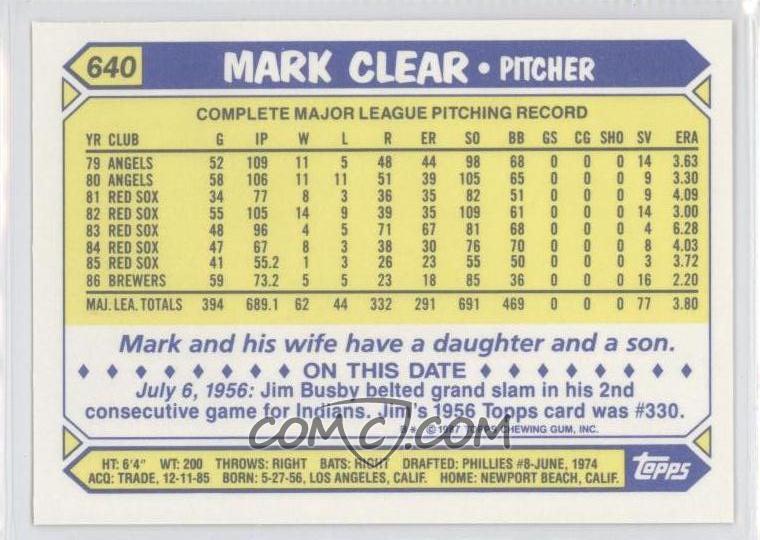 640 MARK CLEAR • PITCHER
COMPLETE MAJOR LEAGUE PITCHING RECORD
YR CLUB G IP W L R ER SO BB GS CG SHO SV ERA
79 ANGELS 52 109 11 5 48 44 98 68 0 0 0 14 3.63
80 ANGELS 58 106 11 11 51 39 105 65 0 0 0 9 3.30
81 RED SOX 34 77 8 3 36 35 82 51 0 0 0 9 4.09
82 RED SOX 55 105 14 9 39 35 109 61 0 0 0 14 3.00
83 RED SOX 48 96 4 5 71 67 81 68 0 0 0 4 6.28
84 RED SOX 47 67 8 3 38 30 76 70 0 0 0 8 4.03
85 RED SOX 41 55.2 1 3 26 23 55 50 0 0 0 3 3.72
86 BREWERS 59 73.2 5 5 23 18 85 36 0 0 0 16 2.20
MAJ. LEA. TOTALS 394 689.1 62 44 332 291 691 469 0 0 0 77 3.80
Mark and his wife have a daughter and a son.
ON THIS DATE
July 6, 1956: Jim Busby belted grand slam in his 2nd
consecutive game for Indians. Jim's 1956 Topps card was #330.
B * © 1987 TOPPS CHEWING GUM, INC.
COMC.COM
HT: 6'4" WT: 200 THROWS: RIGHT BATS: RIGHT DRAFTED: PHILLIES #8-JUNE, 1974
ACQ: TRADE, 12-11-85 BORN: 5-27-56, LOS ANGELES, CALIF. HOME: NEWPORT BEACH, CALIF.
Topps